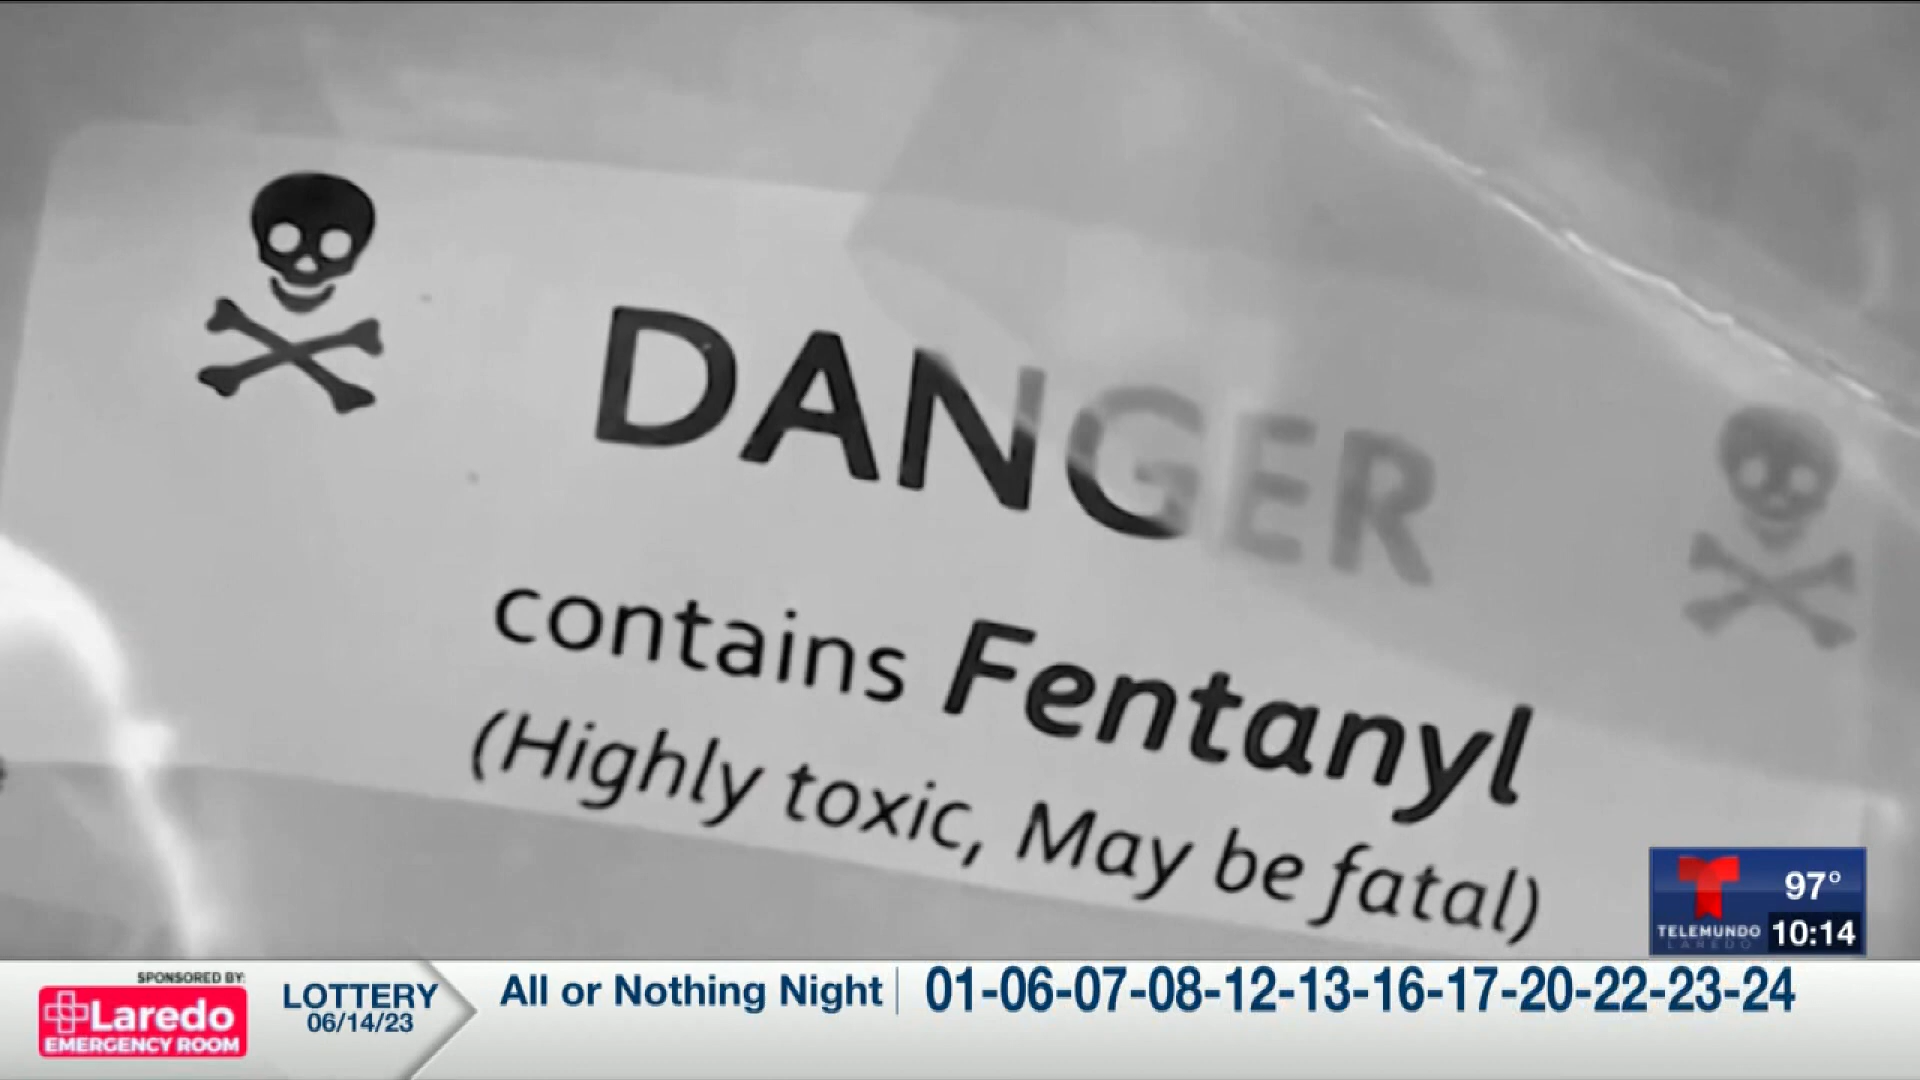 DANGER
contains Fentanyl
(Highly toxic, May be fatal)
97°
TELEMUNDO
LAREDO
10:14
SPONSORED BY:
Laredo
EMERGENCY ROOM
LOTTERY
06/14/23
All or Nothing Night
01-06-07-08-12-13-16-17-20-22-23-24